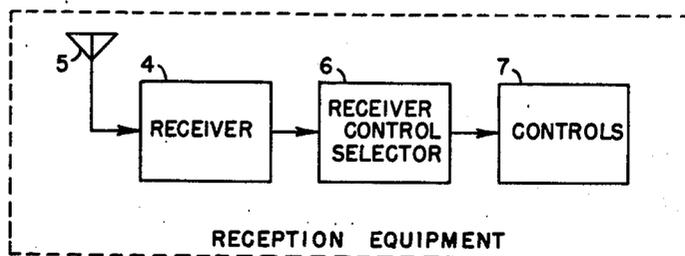 5
4
6
7
RECEIVER
RECEIVER
CONTROL
SELECTOR
CONTROLS
RECEPTION EQUIPMENT